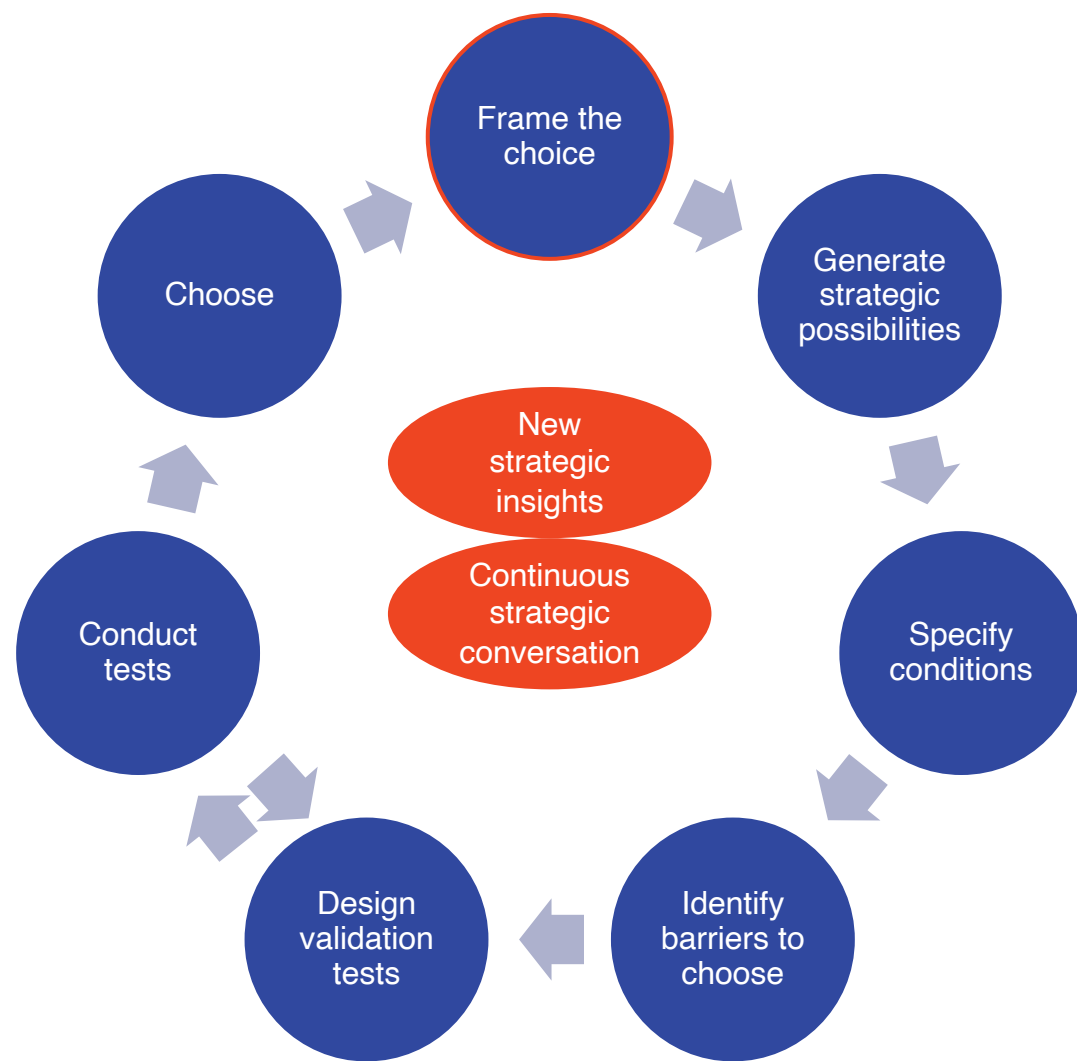 Frame the
choice
Generate
strategic
possibilities
Specify
conditions
Identify
barriers to
choose
Design
validation
tests
Conduct
tests
Choose
New
strategic
insights
Continuous
strategic
conversation